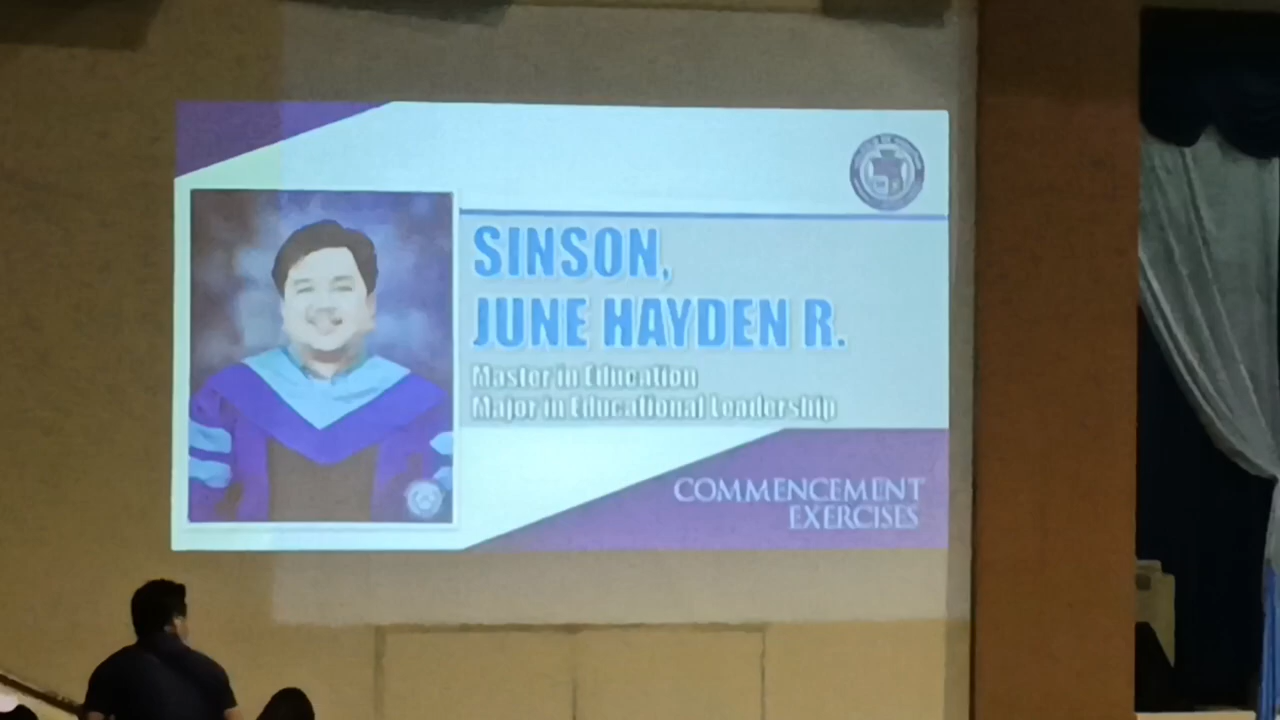 SINSON,
JUNE HAYDEN R.
Master in Education
Major in Educational Leadership
COMMENCEMENT
EXERCISES